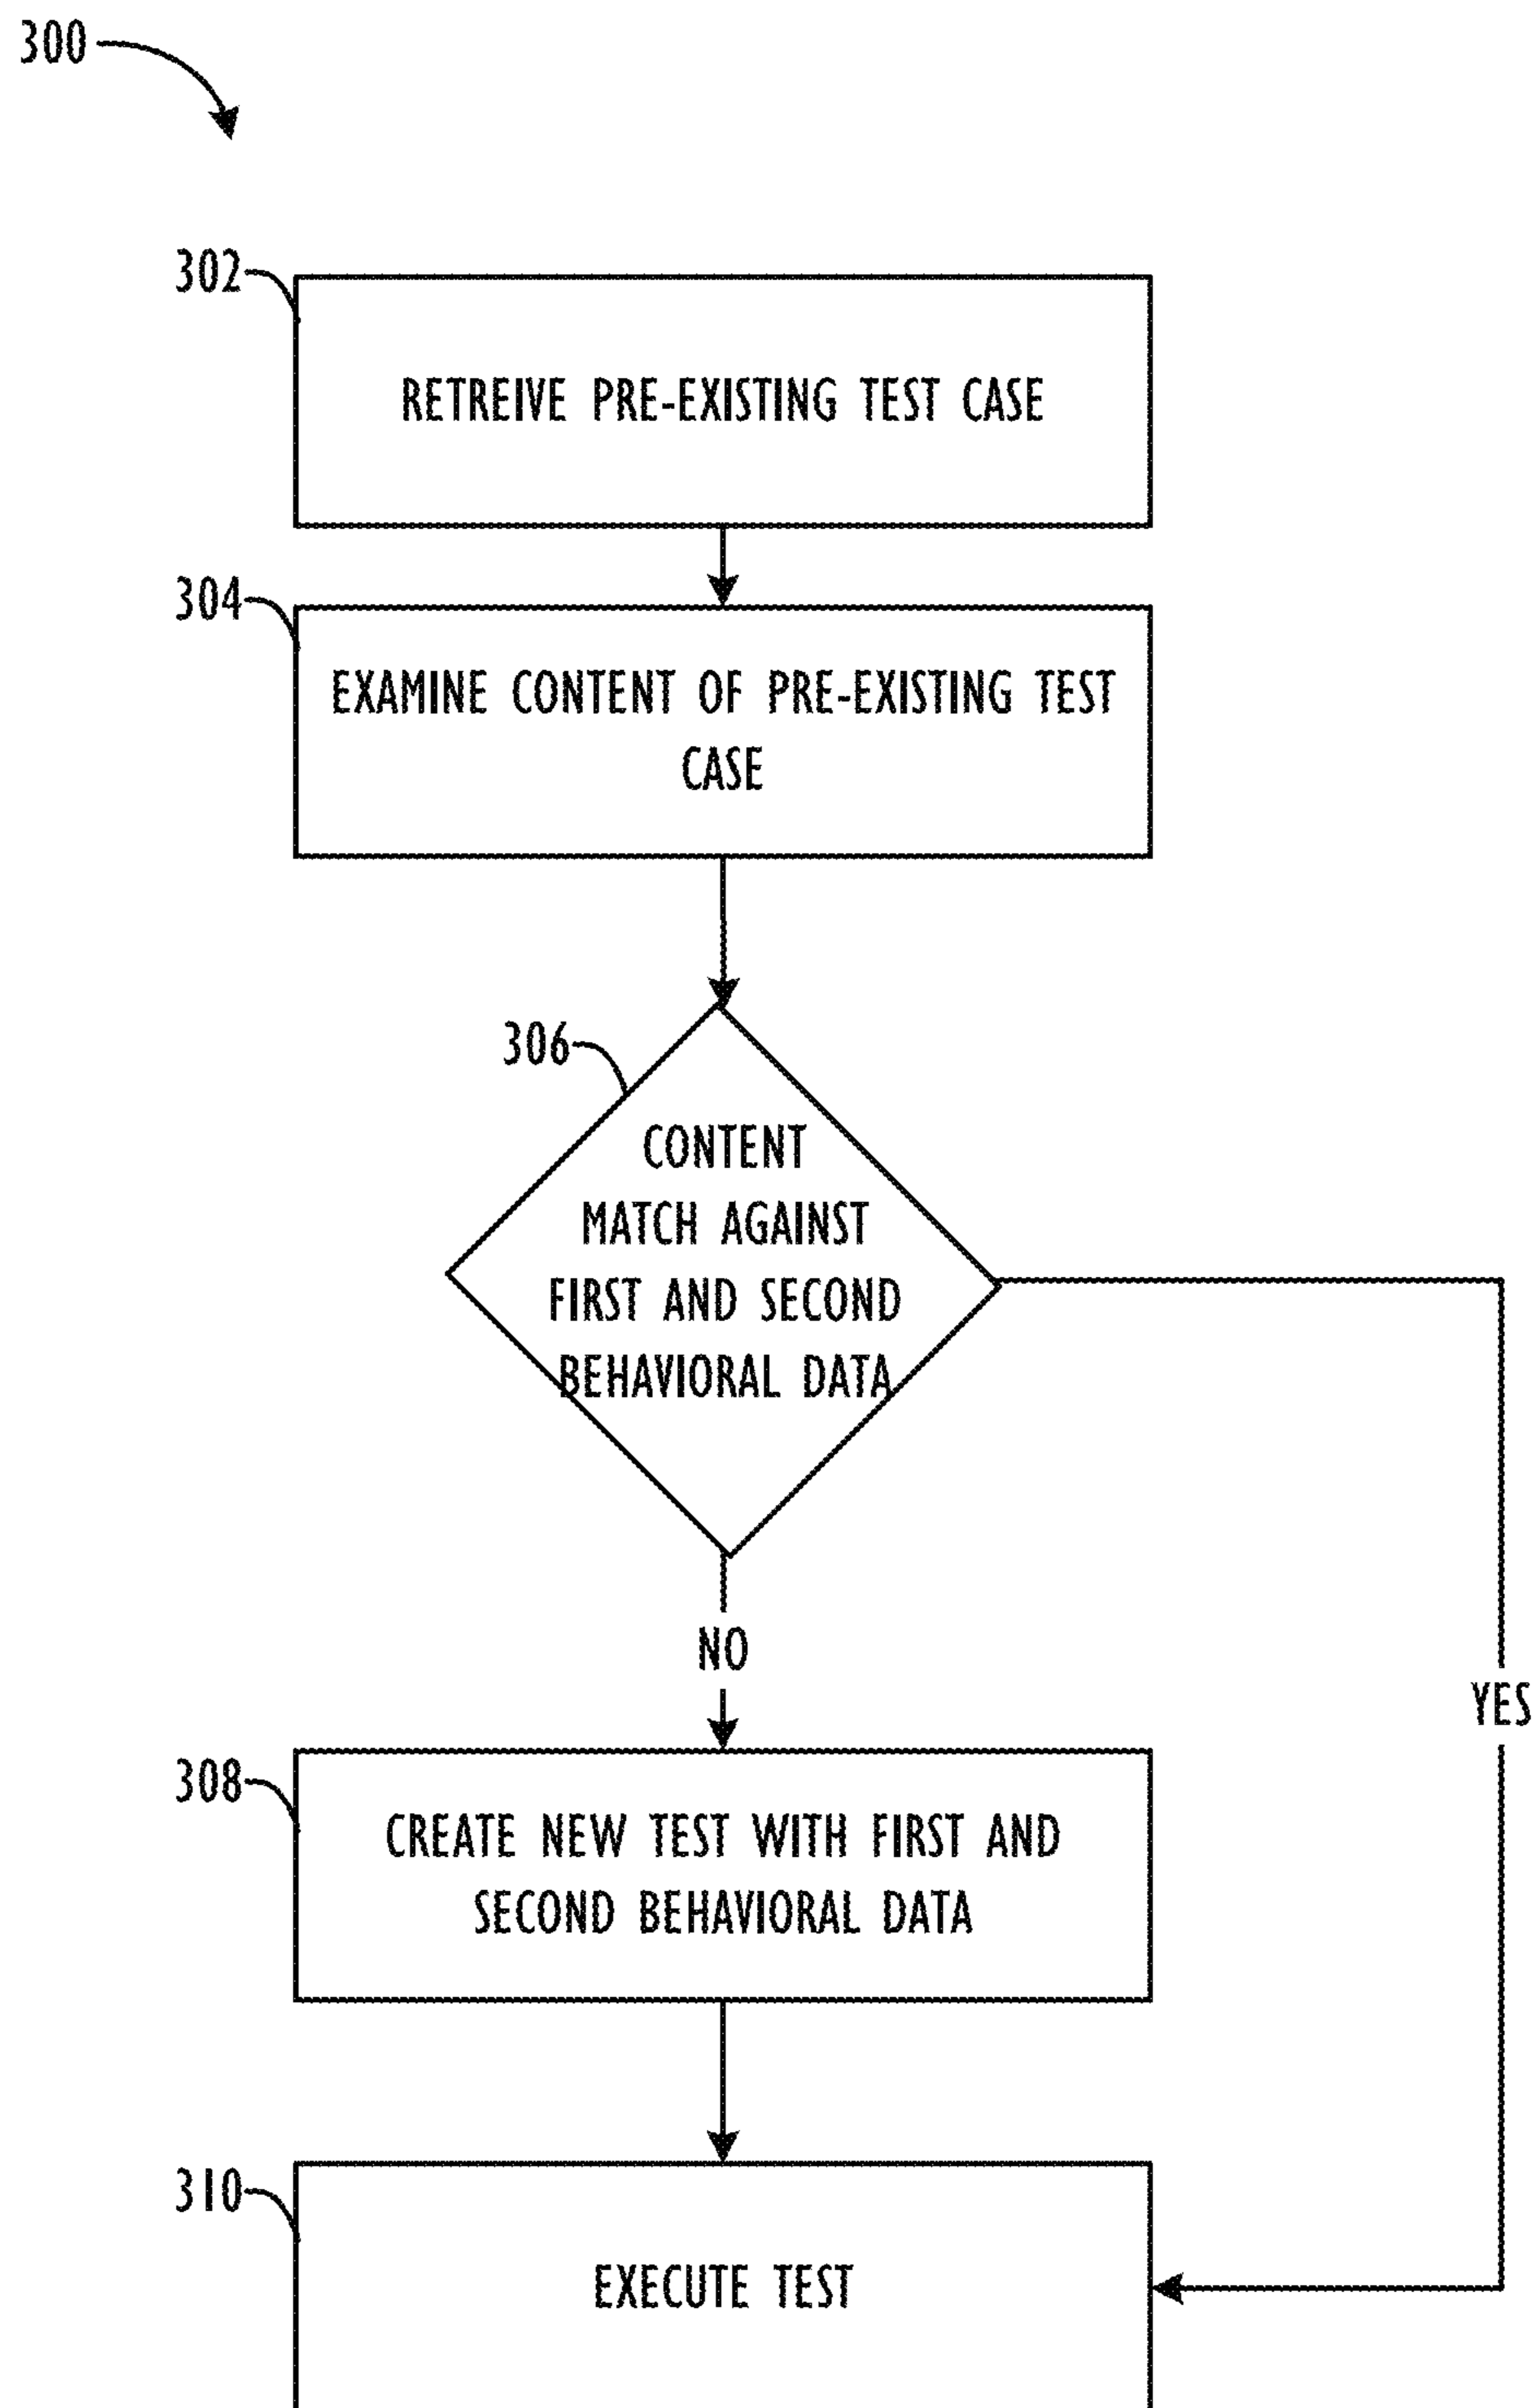 300
302
RETREIVE PRE-EXISTING TEST CASE
304
EXAMINE CONTENT OF PRE-EXISTING TEST
CASE
306
CONTENT
MATCH AGAINST
FIRST AND SECOND
BEHAVIORAL DATA
NO
YES
308
CREATE NEW TEST WITH FIRST AND
SECOND BEHAVIORAL DATA
310
EXECUTE TEST